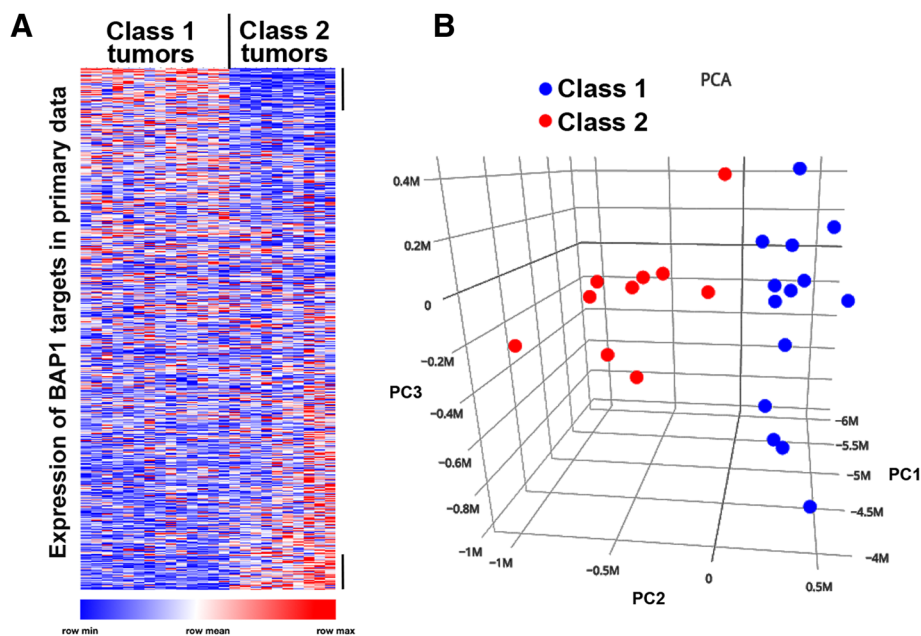 A
Class 1
tumors
Class 2
tumors
Expression of BAP1 targets in primary data
row min
row mean
row max
B
PCA
Class 1
Class 2
0.4M
0.2M
0
−0.2M
−0.4M
−0.6M
−0.8M
−1M
PC3
−1M
−0.5M
0
0.5M
PC2
−6M
−5.5M
−5M
−4.5M
−4M
PC1